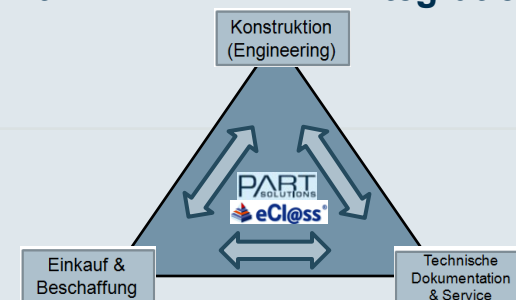 Konstruktion
(Engineering)
PART
SOLUTIONS
eCl@ss®
Einkauf &
Beschaffung
Technische
Dokumentation
& Service